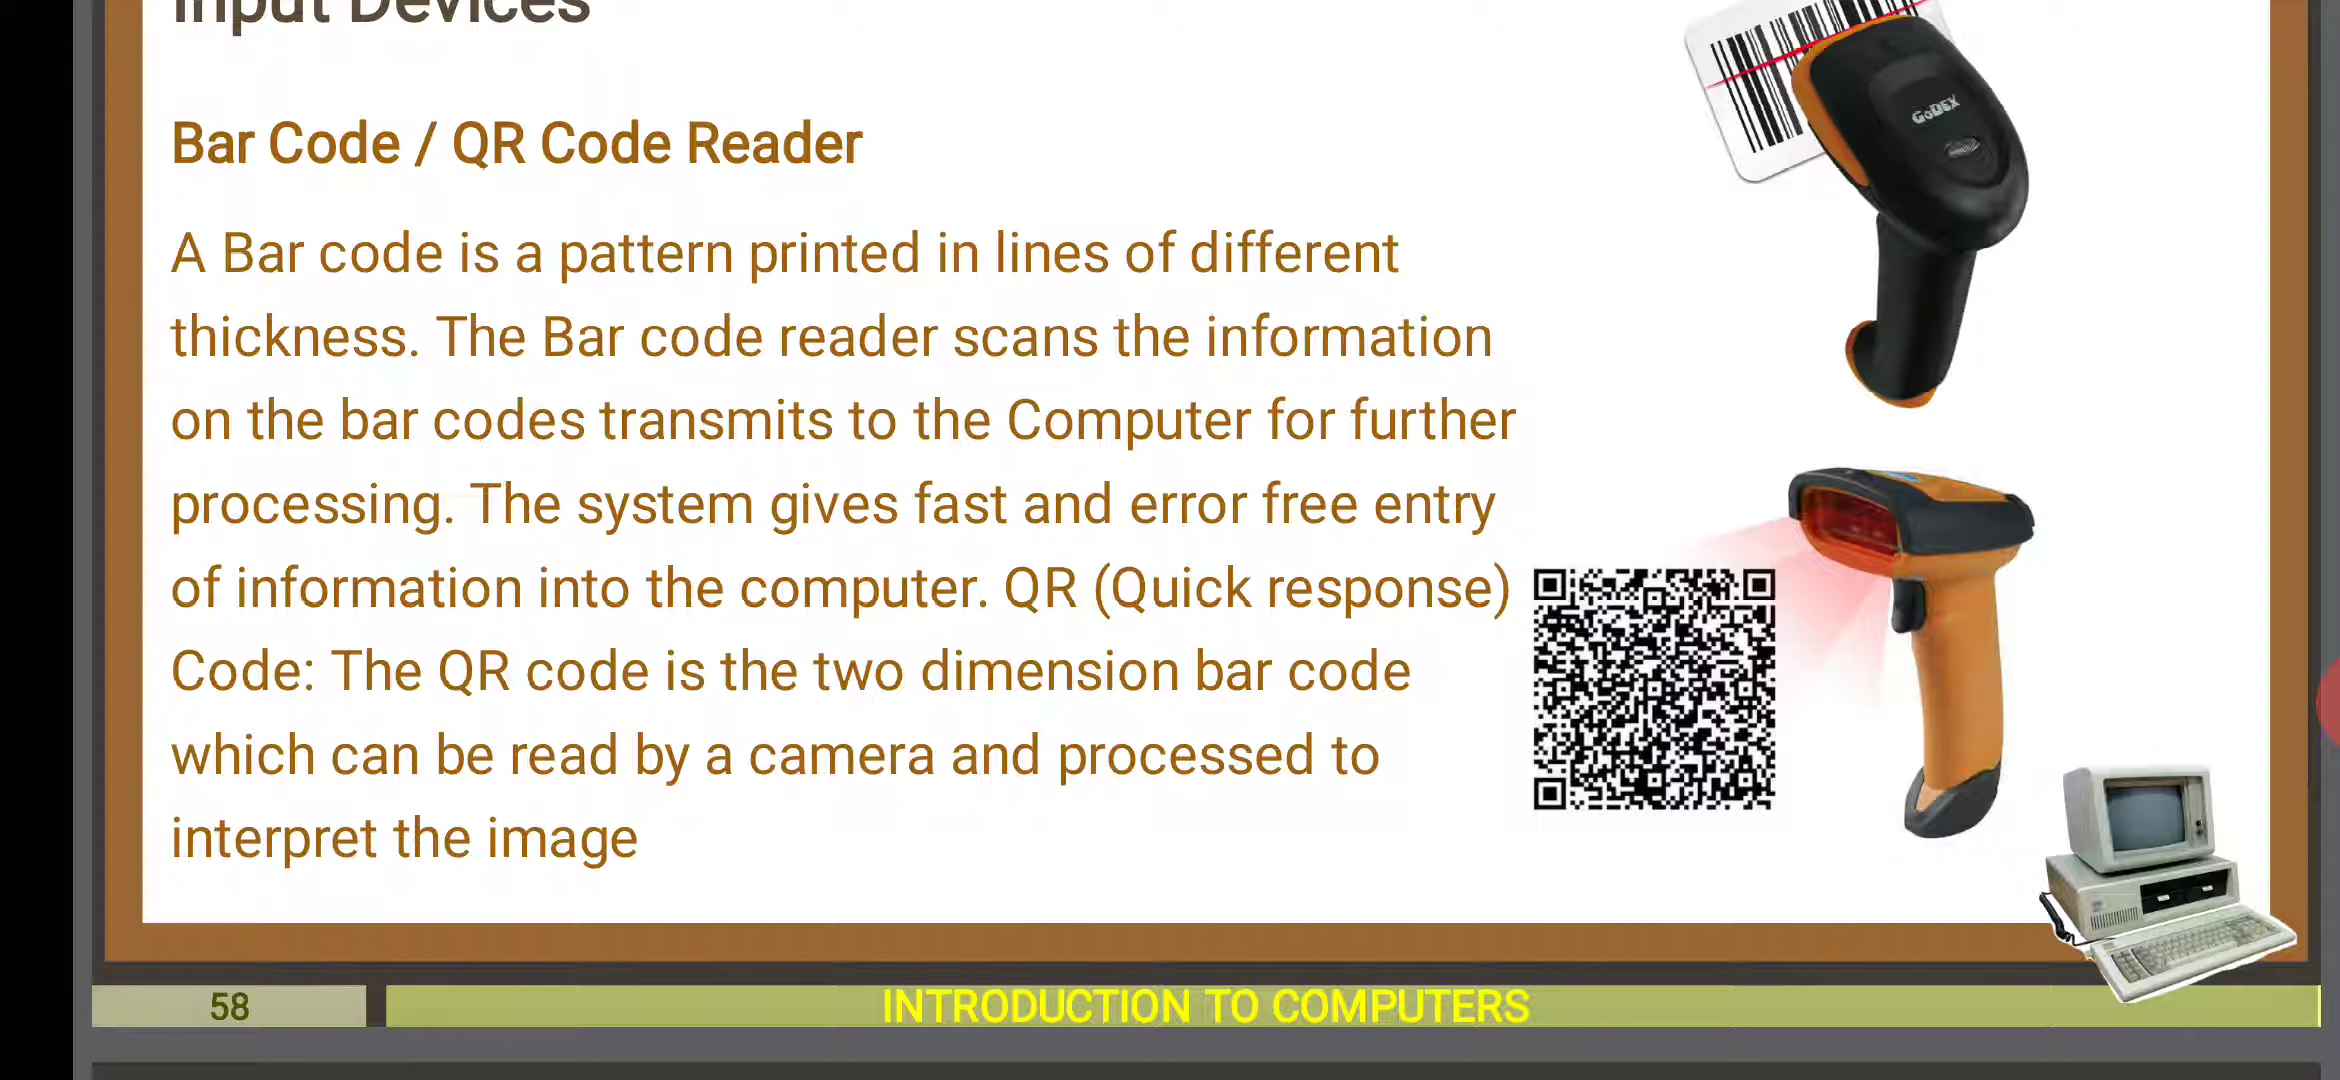 Input Devices
Bar Code / QR Code Reader
A Bar code is a pattern printed in lines of different
thickness. The Bar code reader scans the information
on the bar codes transmits to the Computer for further
processing. The system gives fast and error free entry
of information into the computer. QR (Quick response)
Code: The QR code is the two dimension bar code
which can be read by a camera and processed to
interpret the image
GoDEX
58
INTRODUCTION TO COMPUTERS